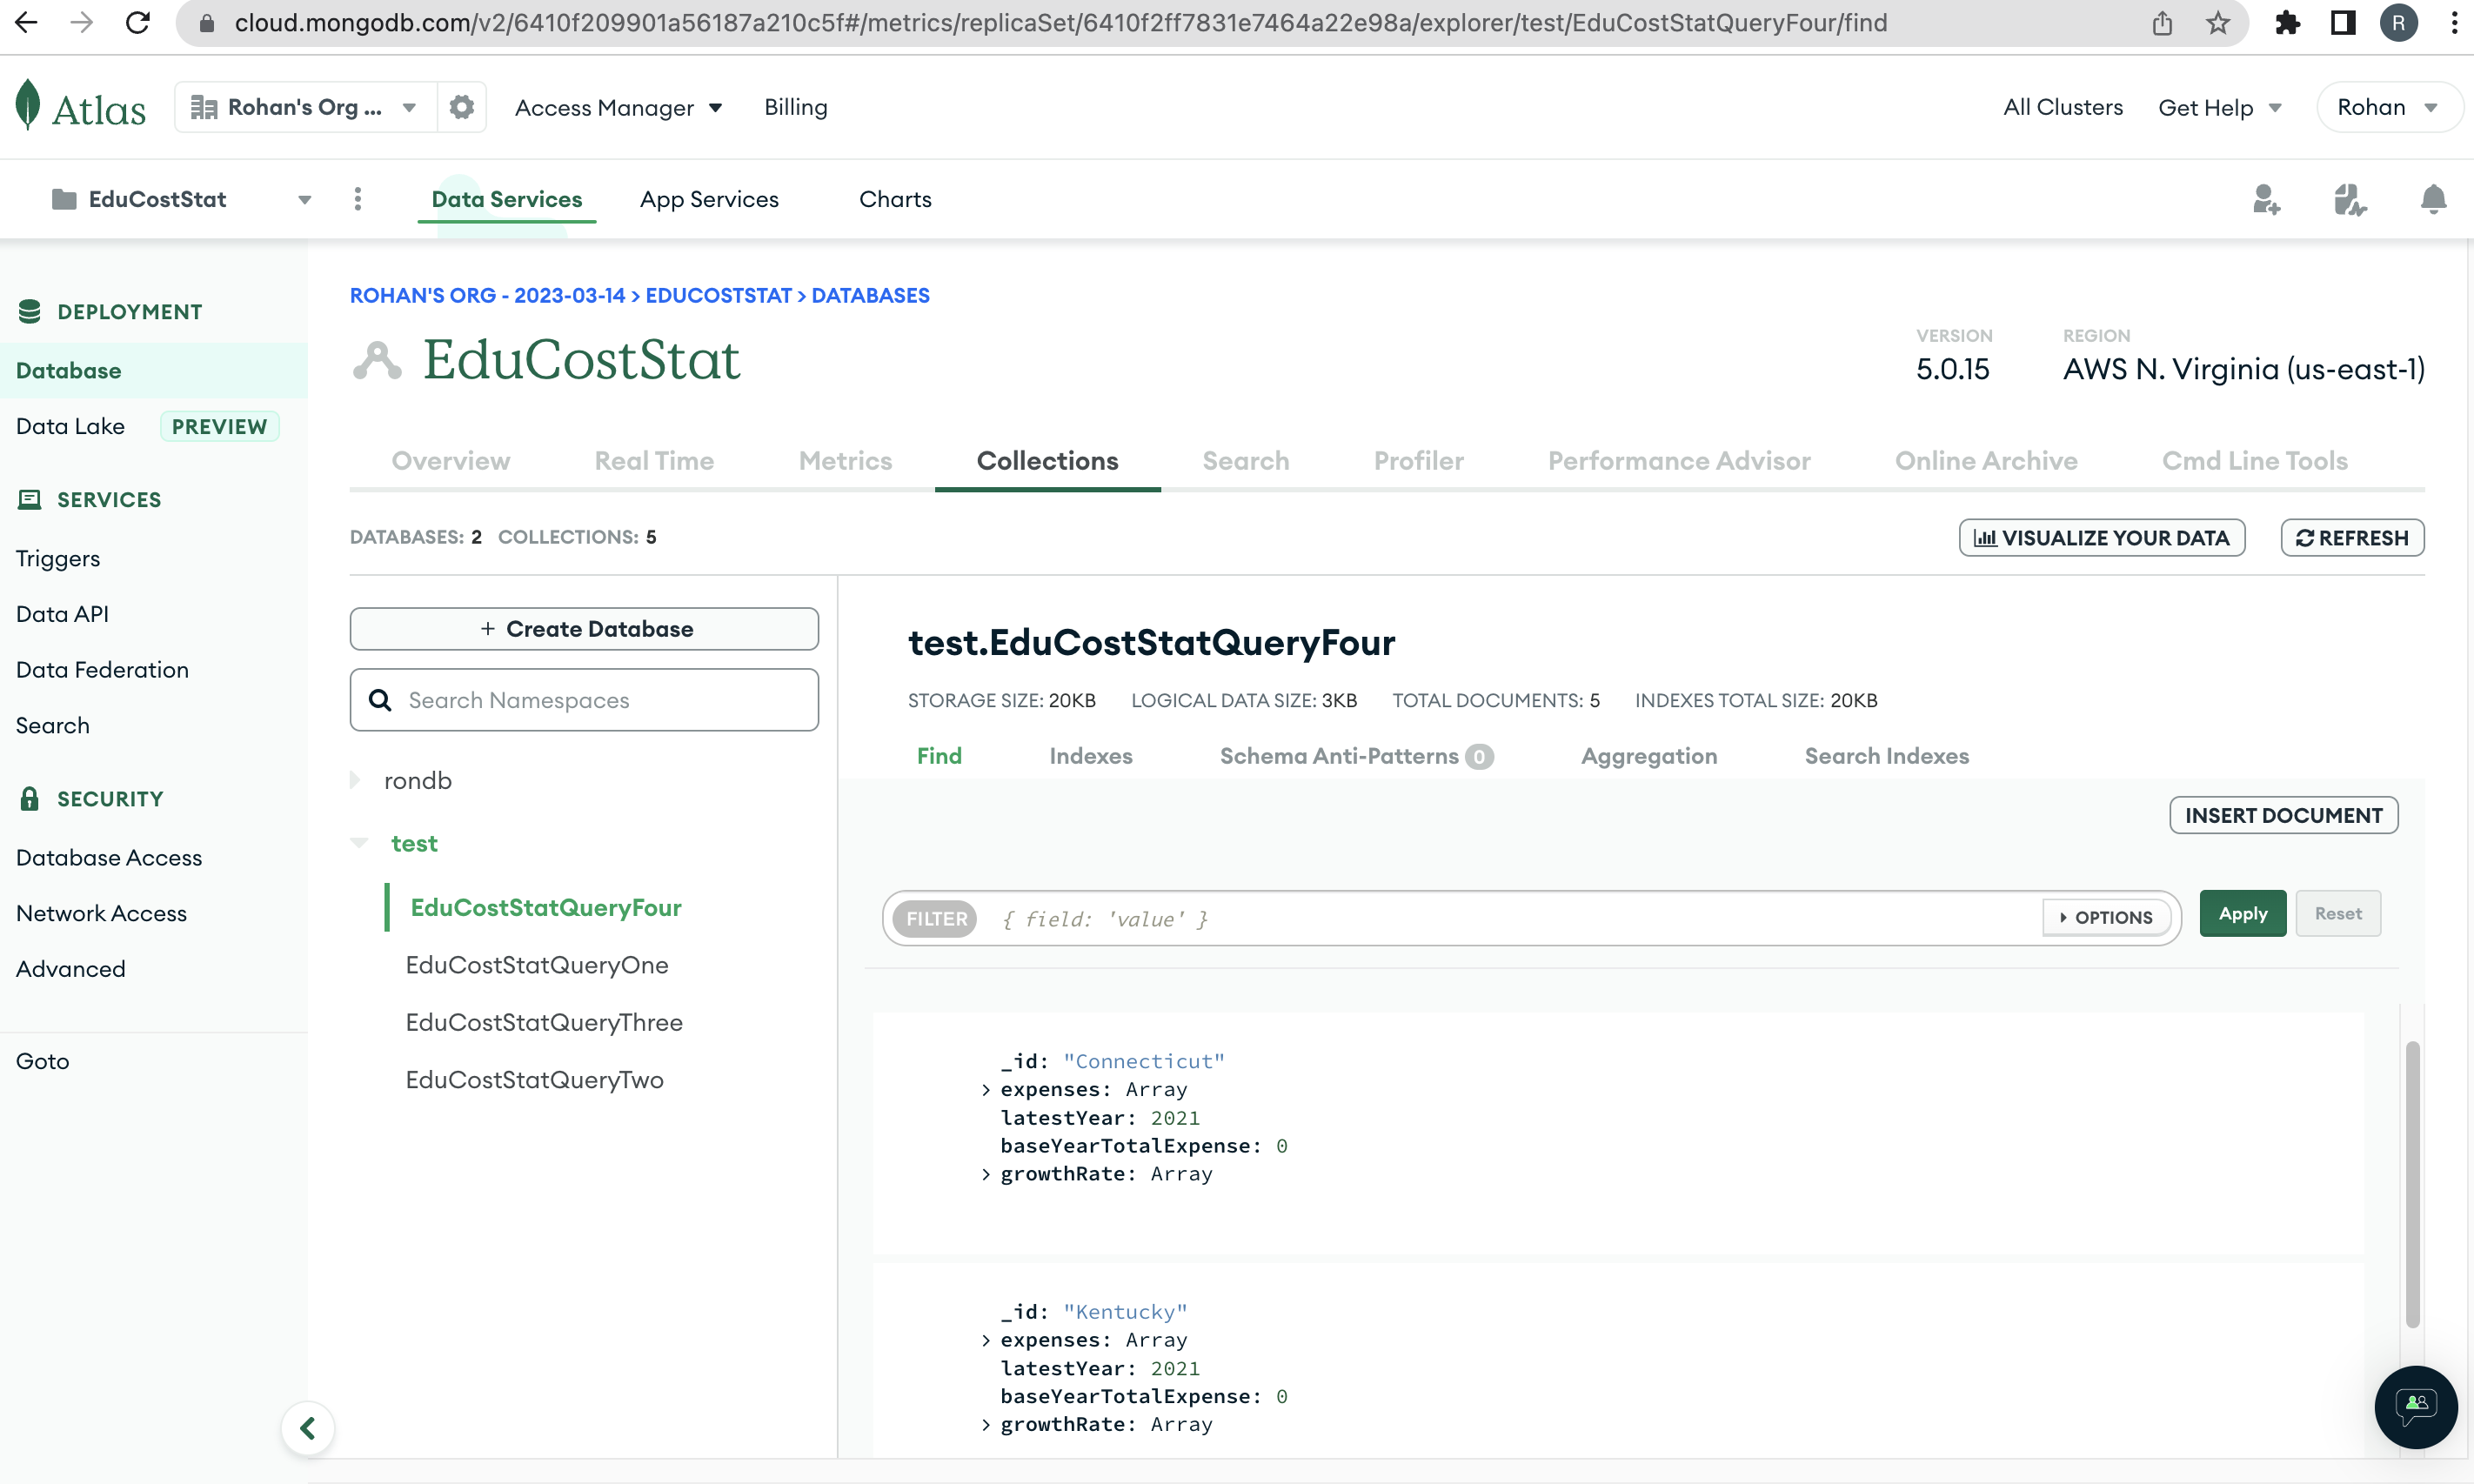 cloud.mongodb.com/v2/6410f209901a56187a210c5f#/metrics/replicaSet/6410f2ff7831e7464a22e98a/explorer/test/EduCostStatQueryFour/find
R
Atlas
Rohan's Org ...
Access Manager
Billing
All Clusters
Get Help
Rohan
EduCostStat
Data Services
App Services
Charts
DEPLOYMENT
Database
Data Lake
PREVIEW
SERVICES
Triggers
Data API
Data Federation
Search
SECURITY
Database Access
Network Access
Advanced
Goto
ROHAN'S ORG - 2023-03-14 > EDUCOSTSTAT > DATABASES
EduCostStat
VERSION
5.0.15
REGION
AWS N. Virginia (us-east-1)
Overview
Real Time
Metrics
Collections
Search
Profiler
Performance Advisor
Online Archive
Cmd Line Tools
DATABASES: 2 COLLECTIONS: 5
VISUALIZE YOUR DATA
REFRESH
+ Create Database
Search Namespaces
rondb
test
EduCostStatQueryFour
EduCostStatQueryOne
EduCostStatQueryThree
EduCostStatQueryTwo
test.EduCostStatQueryFour
STORAGE SIZE: 20KB LOGICAL DATA SIZE: 3KB TOTAL DOCUMENTS: 5 INDEXES TOTAL SIZE: 20KB
Find
Indexes
Schema Anti-Patterns 0
Aggregation
Search Indexes
INSERT DOCUMENT
FILTER { field: 'value' }
OPTIONS
Apply
Reset
_id: "Connecticut"
> expenses: Array
latestYear: 2021
baseYearTotalExpense: 0
> growthRate: Array
_id: "Kentucky"
> expenses: Array
latestYear: 2021
baseYearTotalExpense: 0
> growthRate: Array